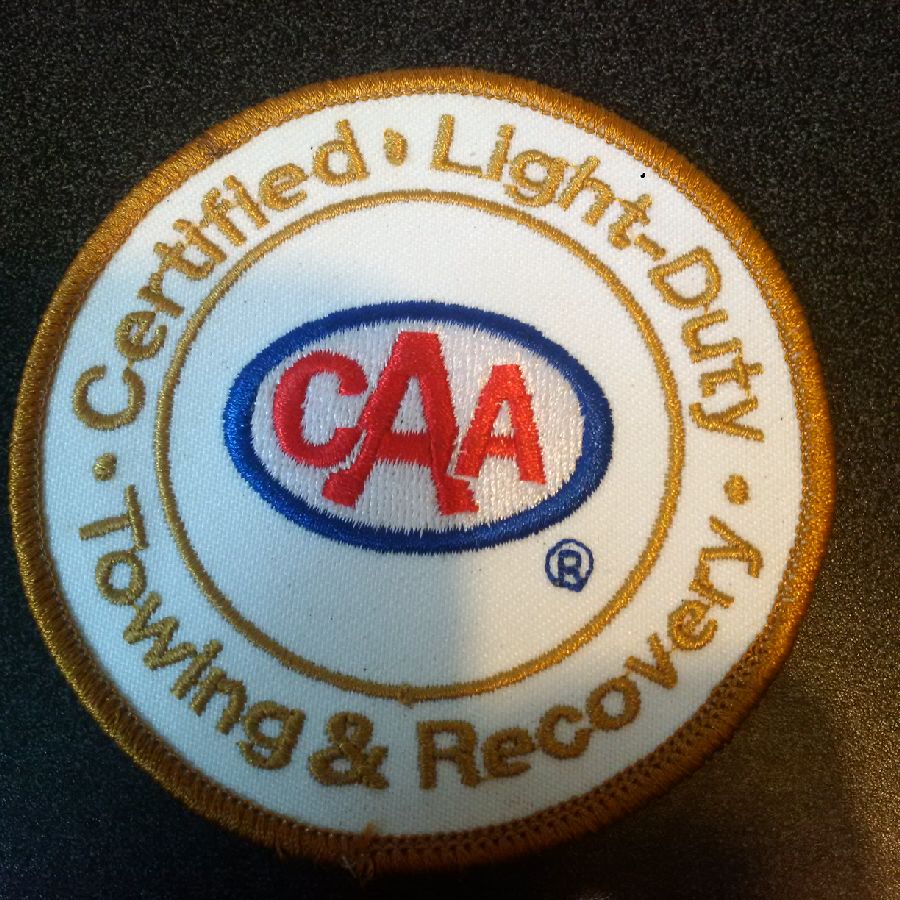 Certified • Light-Duty •
Towing & Recovery •
CAA
®